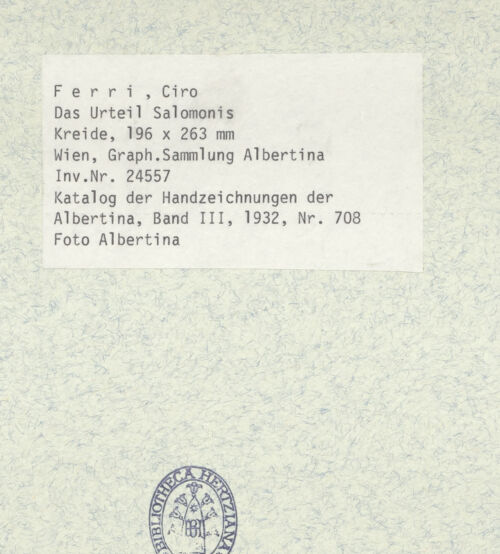 F e r r i , Ciro
Das Urteil Salomonis
Kreide, 196 x 263 mm
Wien, Graph.Sammlung Albertina
Inv.Nr. 24557
Katalog der Handzeichnungen der
Albertina, Band III, 1932, Nr. 708
Foto Albertina
BIBLIOTHECA HERTZIANA